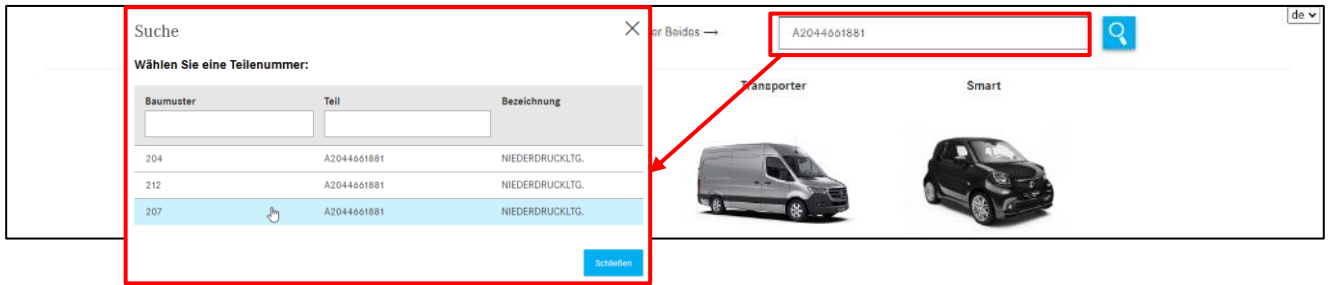 Suche
er Beides →
A2044661881
de
Wählen Sie eine Teilenummer:
Transporter
Smart
Baumuster Teil Bezeichnung
204 A2044661881 NIEDERDRUCKLTG.
212 A2044661881 NIEDERDRUCKLTG.
207 A2044661881 NIEDERDRUCKLTG.
Schließen